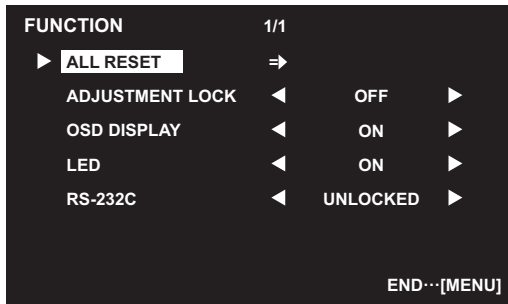 FUNCTION 1/1
ALL RESET
ADJUSTMENT LOCK OFF
OSD DISPLAY ON
LED ON
RS-232C UNLOCKED
END···[MENU]